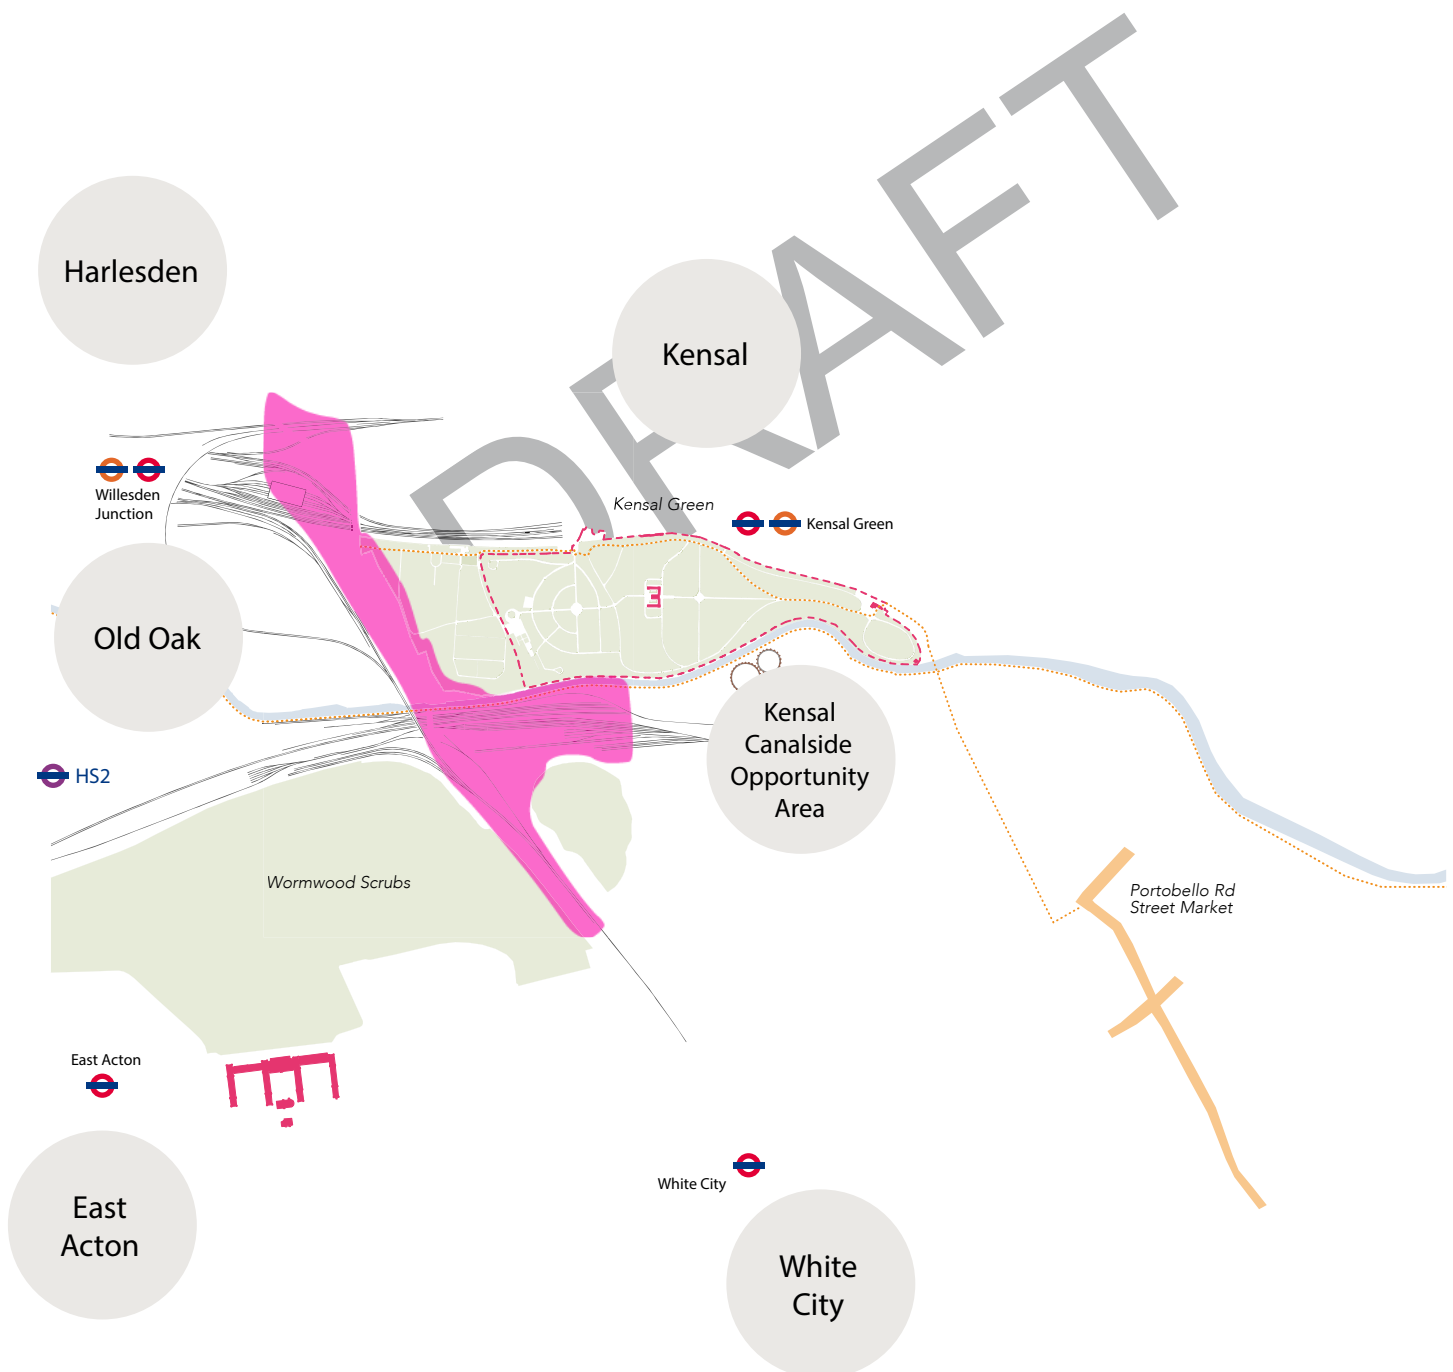 DRAFT
Harlesden
Kensal
Willesden
Junction
Kensal Green
Kensal Green
Old Oak
Kensal
Canalside
Opportunity
Area
HS2
Wormwood Scrubs
Portobello Rd
Street Market
East Acton
East
Acton
White City
White
City